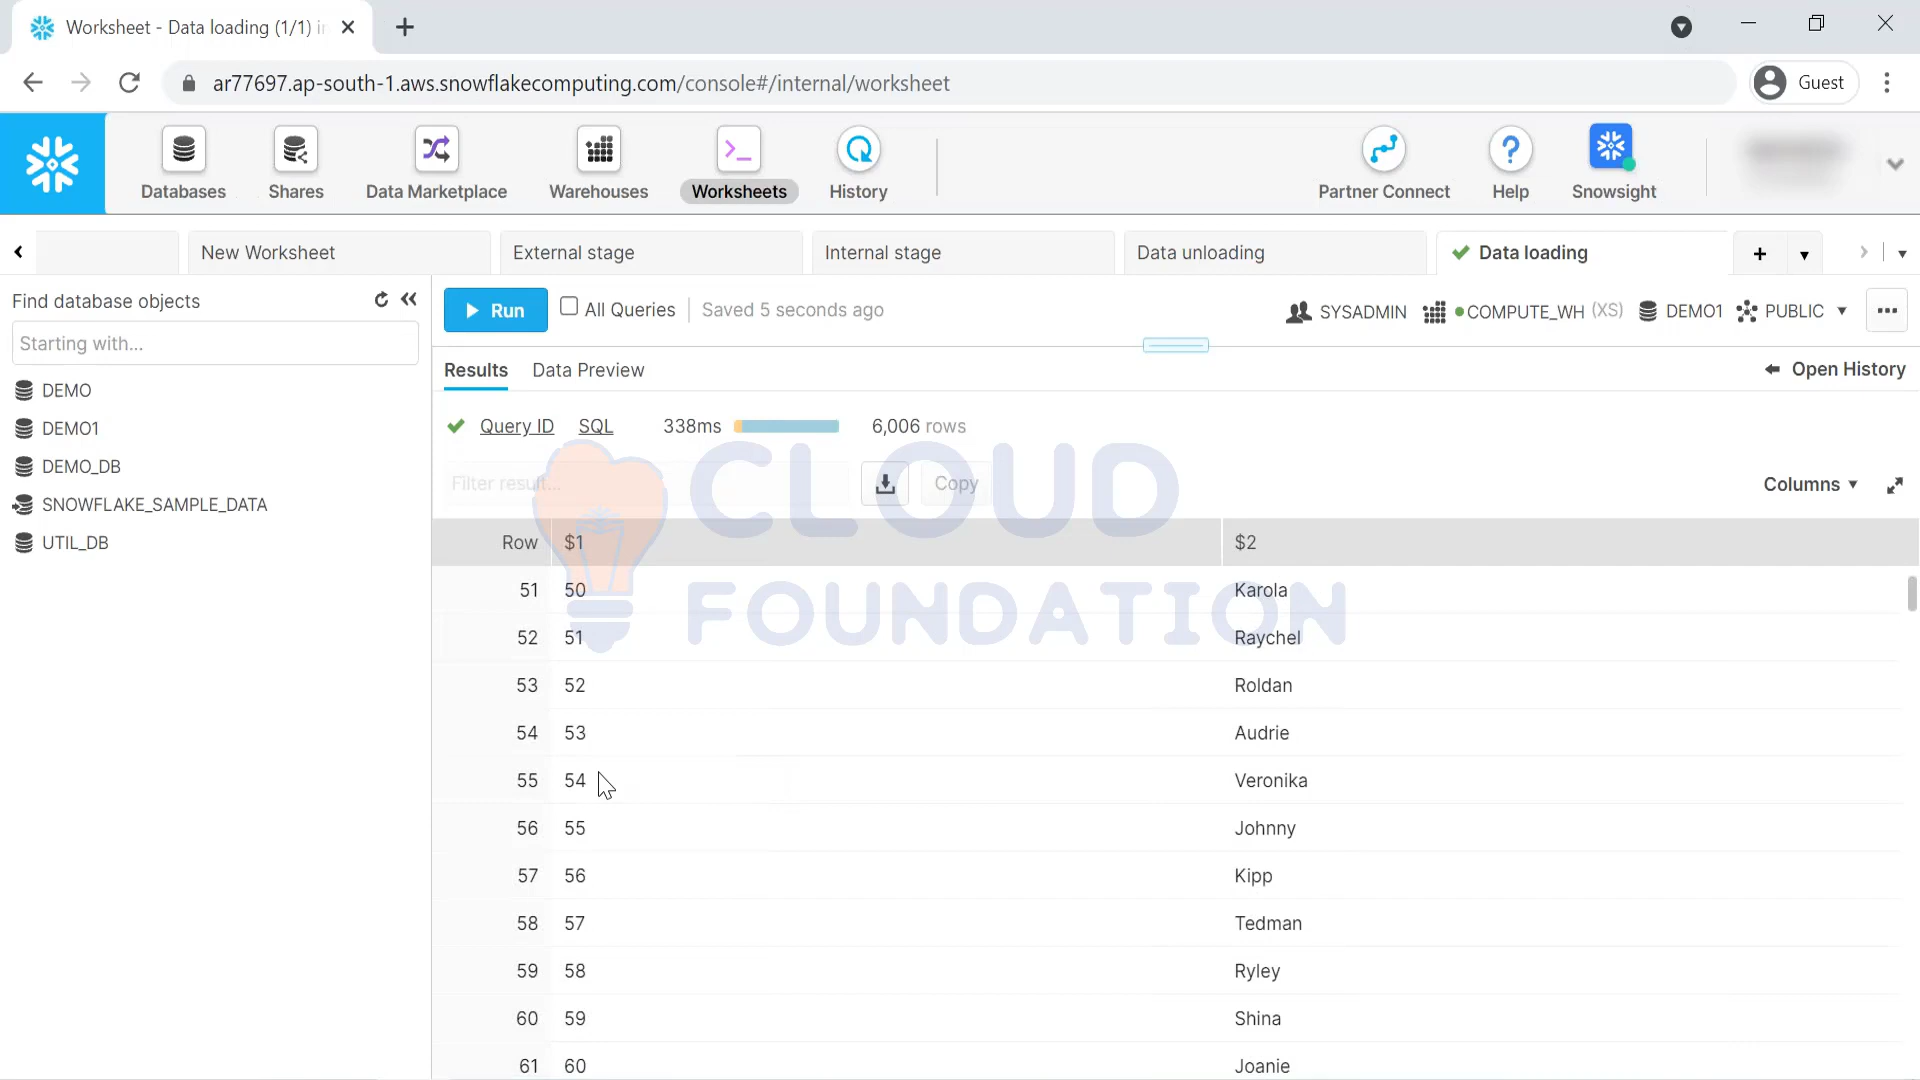 Worksheet - Data loading (1/1) i
ar77697.ap-south-1.aws.snowflakecomputing.com/console#/internal/worksheet
Guest
Databases
Shares
Data Marketplace
Warehouses
>_
Worksheets
History
Partner Connect
?
Help
Snowsight
New Worksheet
External stage
Internal stage
Data unloading
Data loading
Find database objects
Starting with...
DEMO
DEMO1
DEMO_DB
SNOWFLAKE_SAMPLE_DATA
UTIL_DB
Run
All Queries
Saved 5 seconds ago
SYSADMIN
COMPUTE_WH (XS)
DEMO1
PUBLIC
Results
Data Preview
Open History
Query ID
SQL
338ms
6,006 rows
Filter result...
Copy
Columns
CLOUD
FOUNDATION
Row $1 $2
51 50 Karola
52 51 Raychel
53 52 Roldan
54 53 Audrie
55 54 Veronika
56 55 Johnny
57 56 Kipp
58 57 Tedman
59 58 Ryley
60 59 Shina
61 60 Joanie